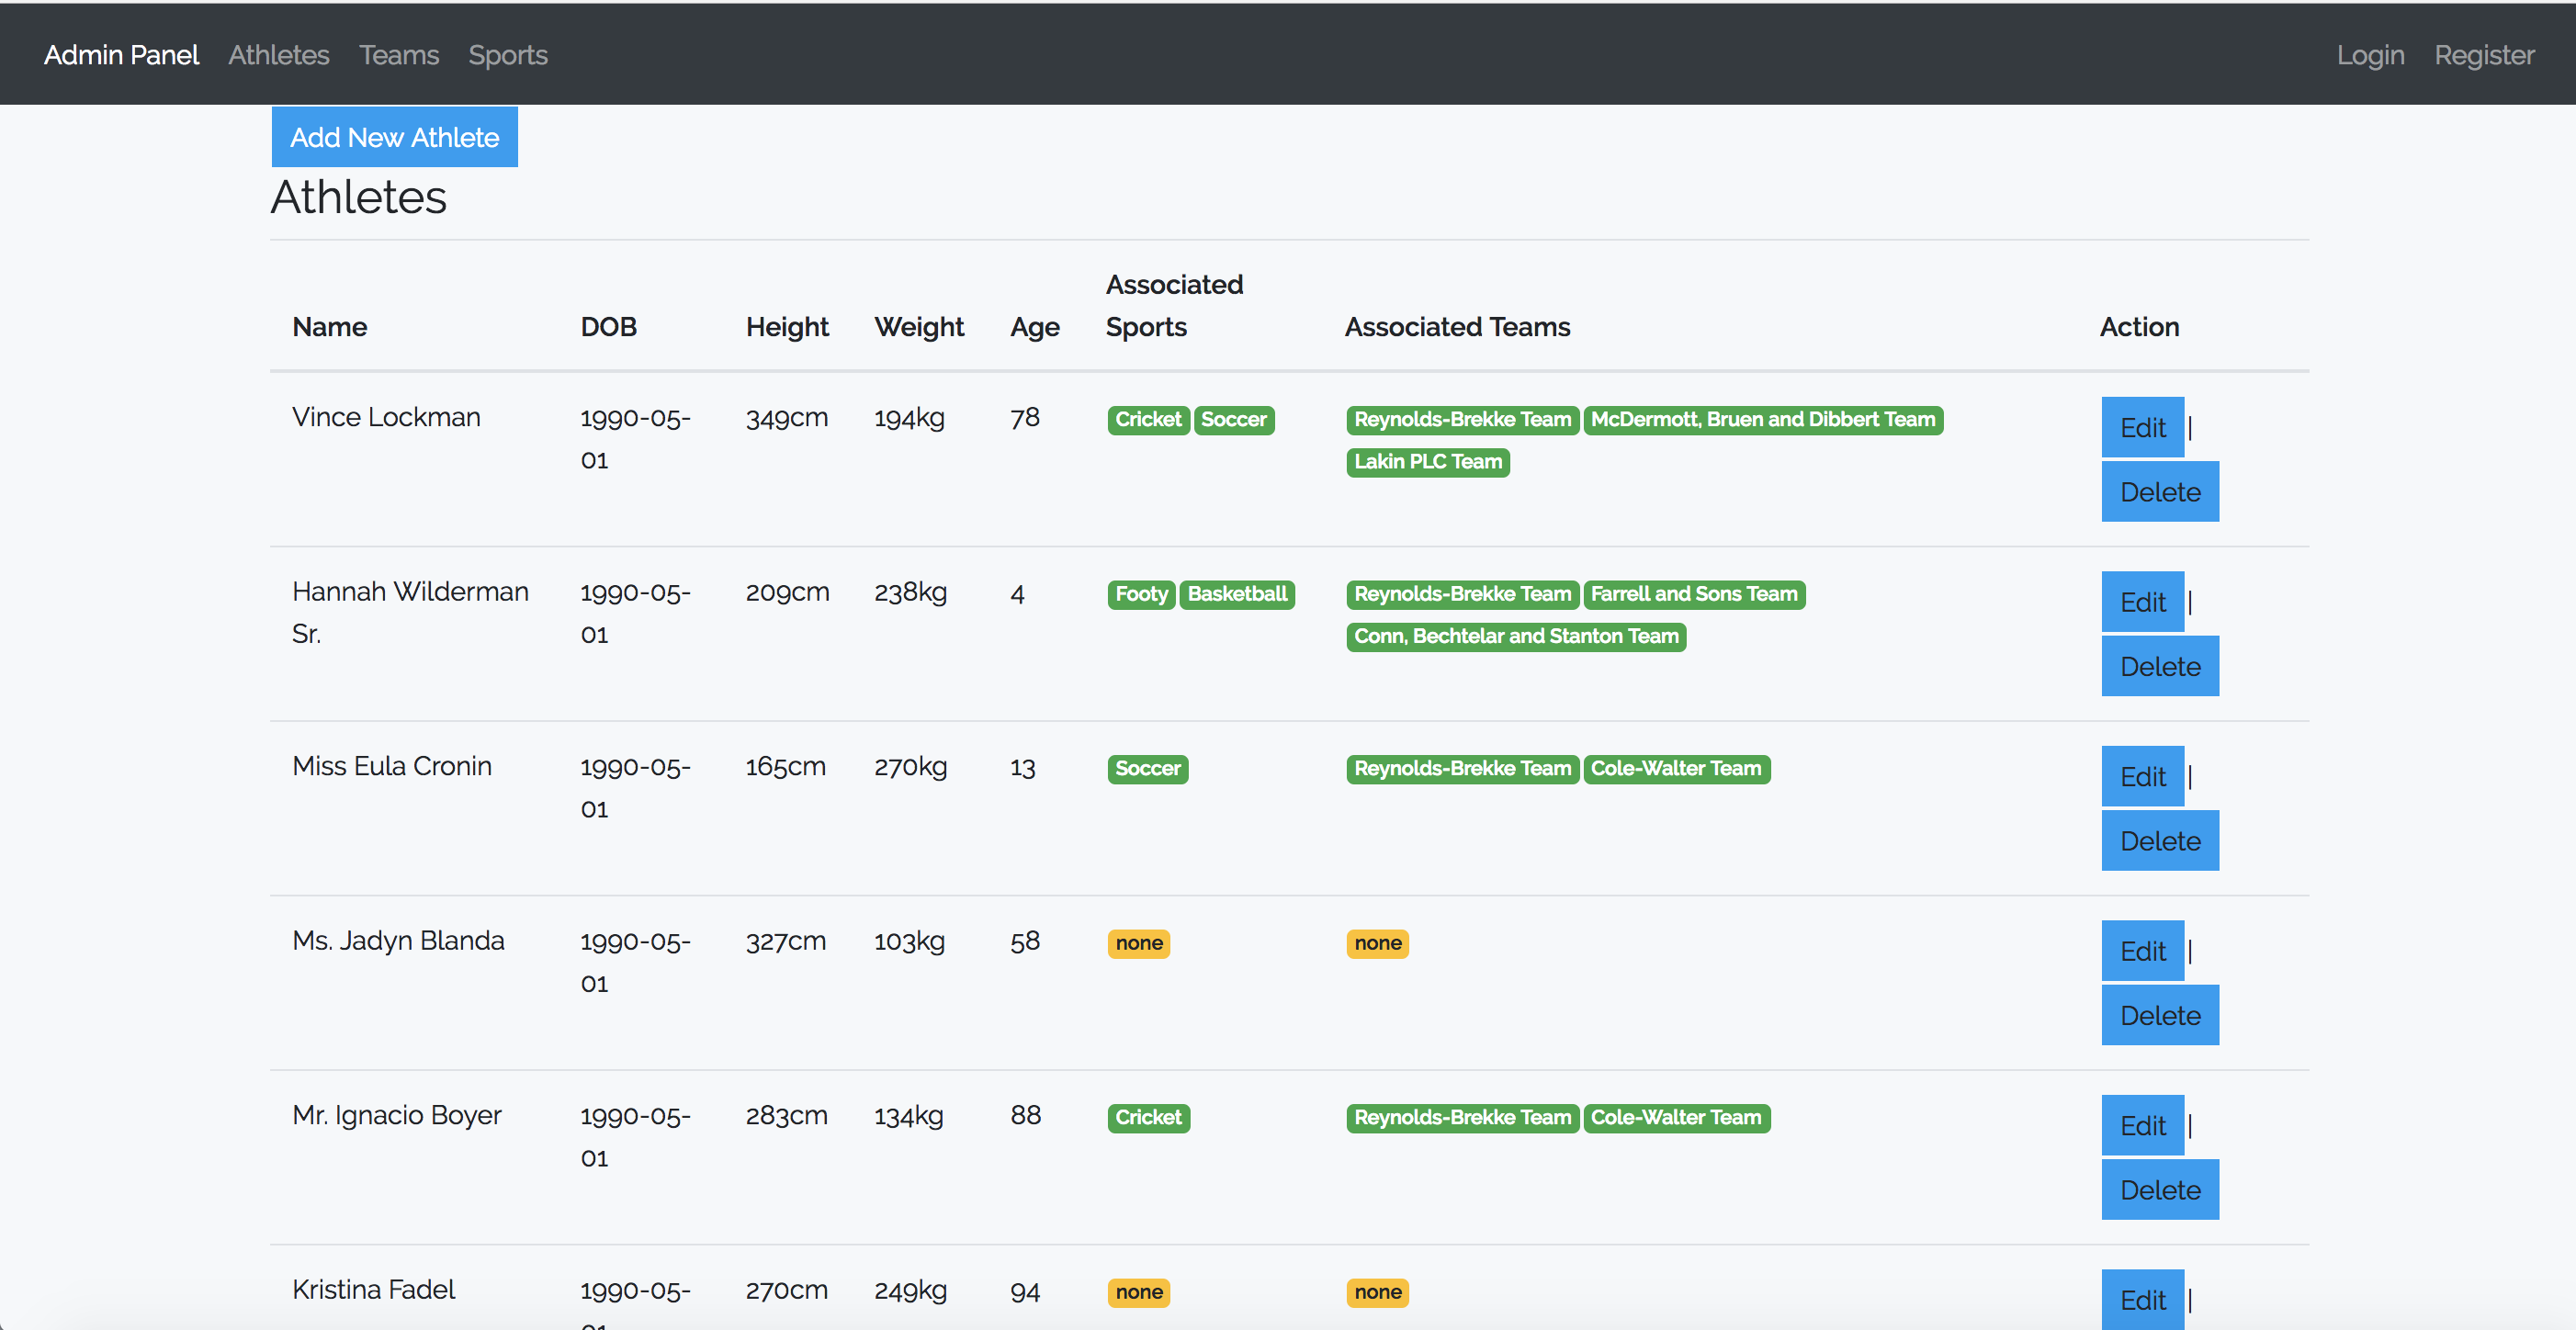 Admin Panel Athletes Teams Sports Login Register
Add New Athlete
Athletes
Name DOB Height Weight Age Associated Sports Associated Teams Action
Vince Lockman 1990-05- 349cm 194kg 78 Cricket Soccer Reynolds-Brekke Team McDermott, Bruen and Dibbert Team Edit |
01 Lakin PLC Team
Delete
Hannah Wilderman 1990-05- 209cm 238kg 4 Footy Basketball Reynolds-Brekke Team Farrell and Sons Team Edit |
Sr. 01 Conn, Bechtelar and Stanton Team
Delete
Miss Eula Cronin 1990-05- 165cm 270kg 13 Soccer Reynolds-Brekke Team Cole-Walter Team Edit |
01
Delete
Ms. Jadyn Blanda 1990-05- 327cm 103kg 58 none none Edit |
01
Delete
Mr. Ignacio Boyer 1990-05- 283cm 134kg 88 Cricket Reynolds-Brekke Team Cole-Walter Team Edit |
01
Delete
Kristina Fadel 1990-05- 270cm 249kg 94 none none Edit |